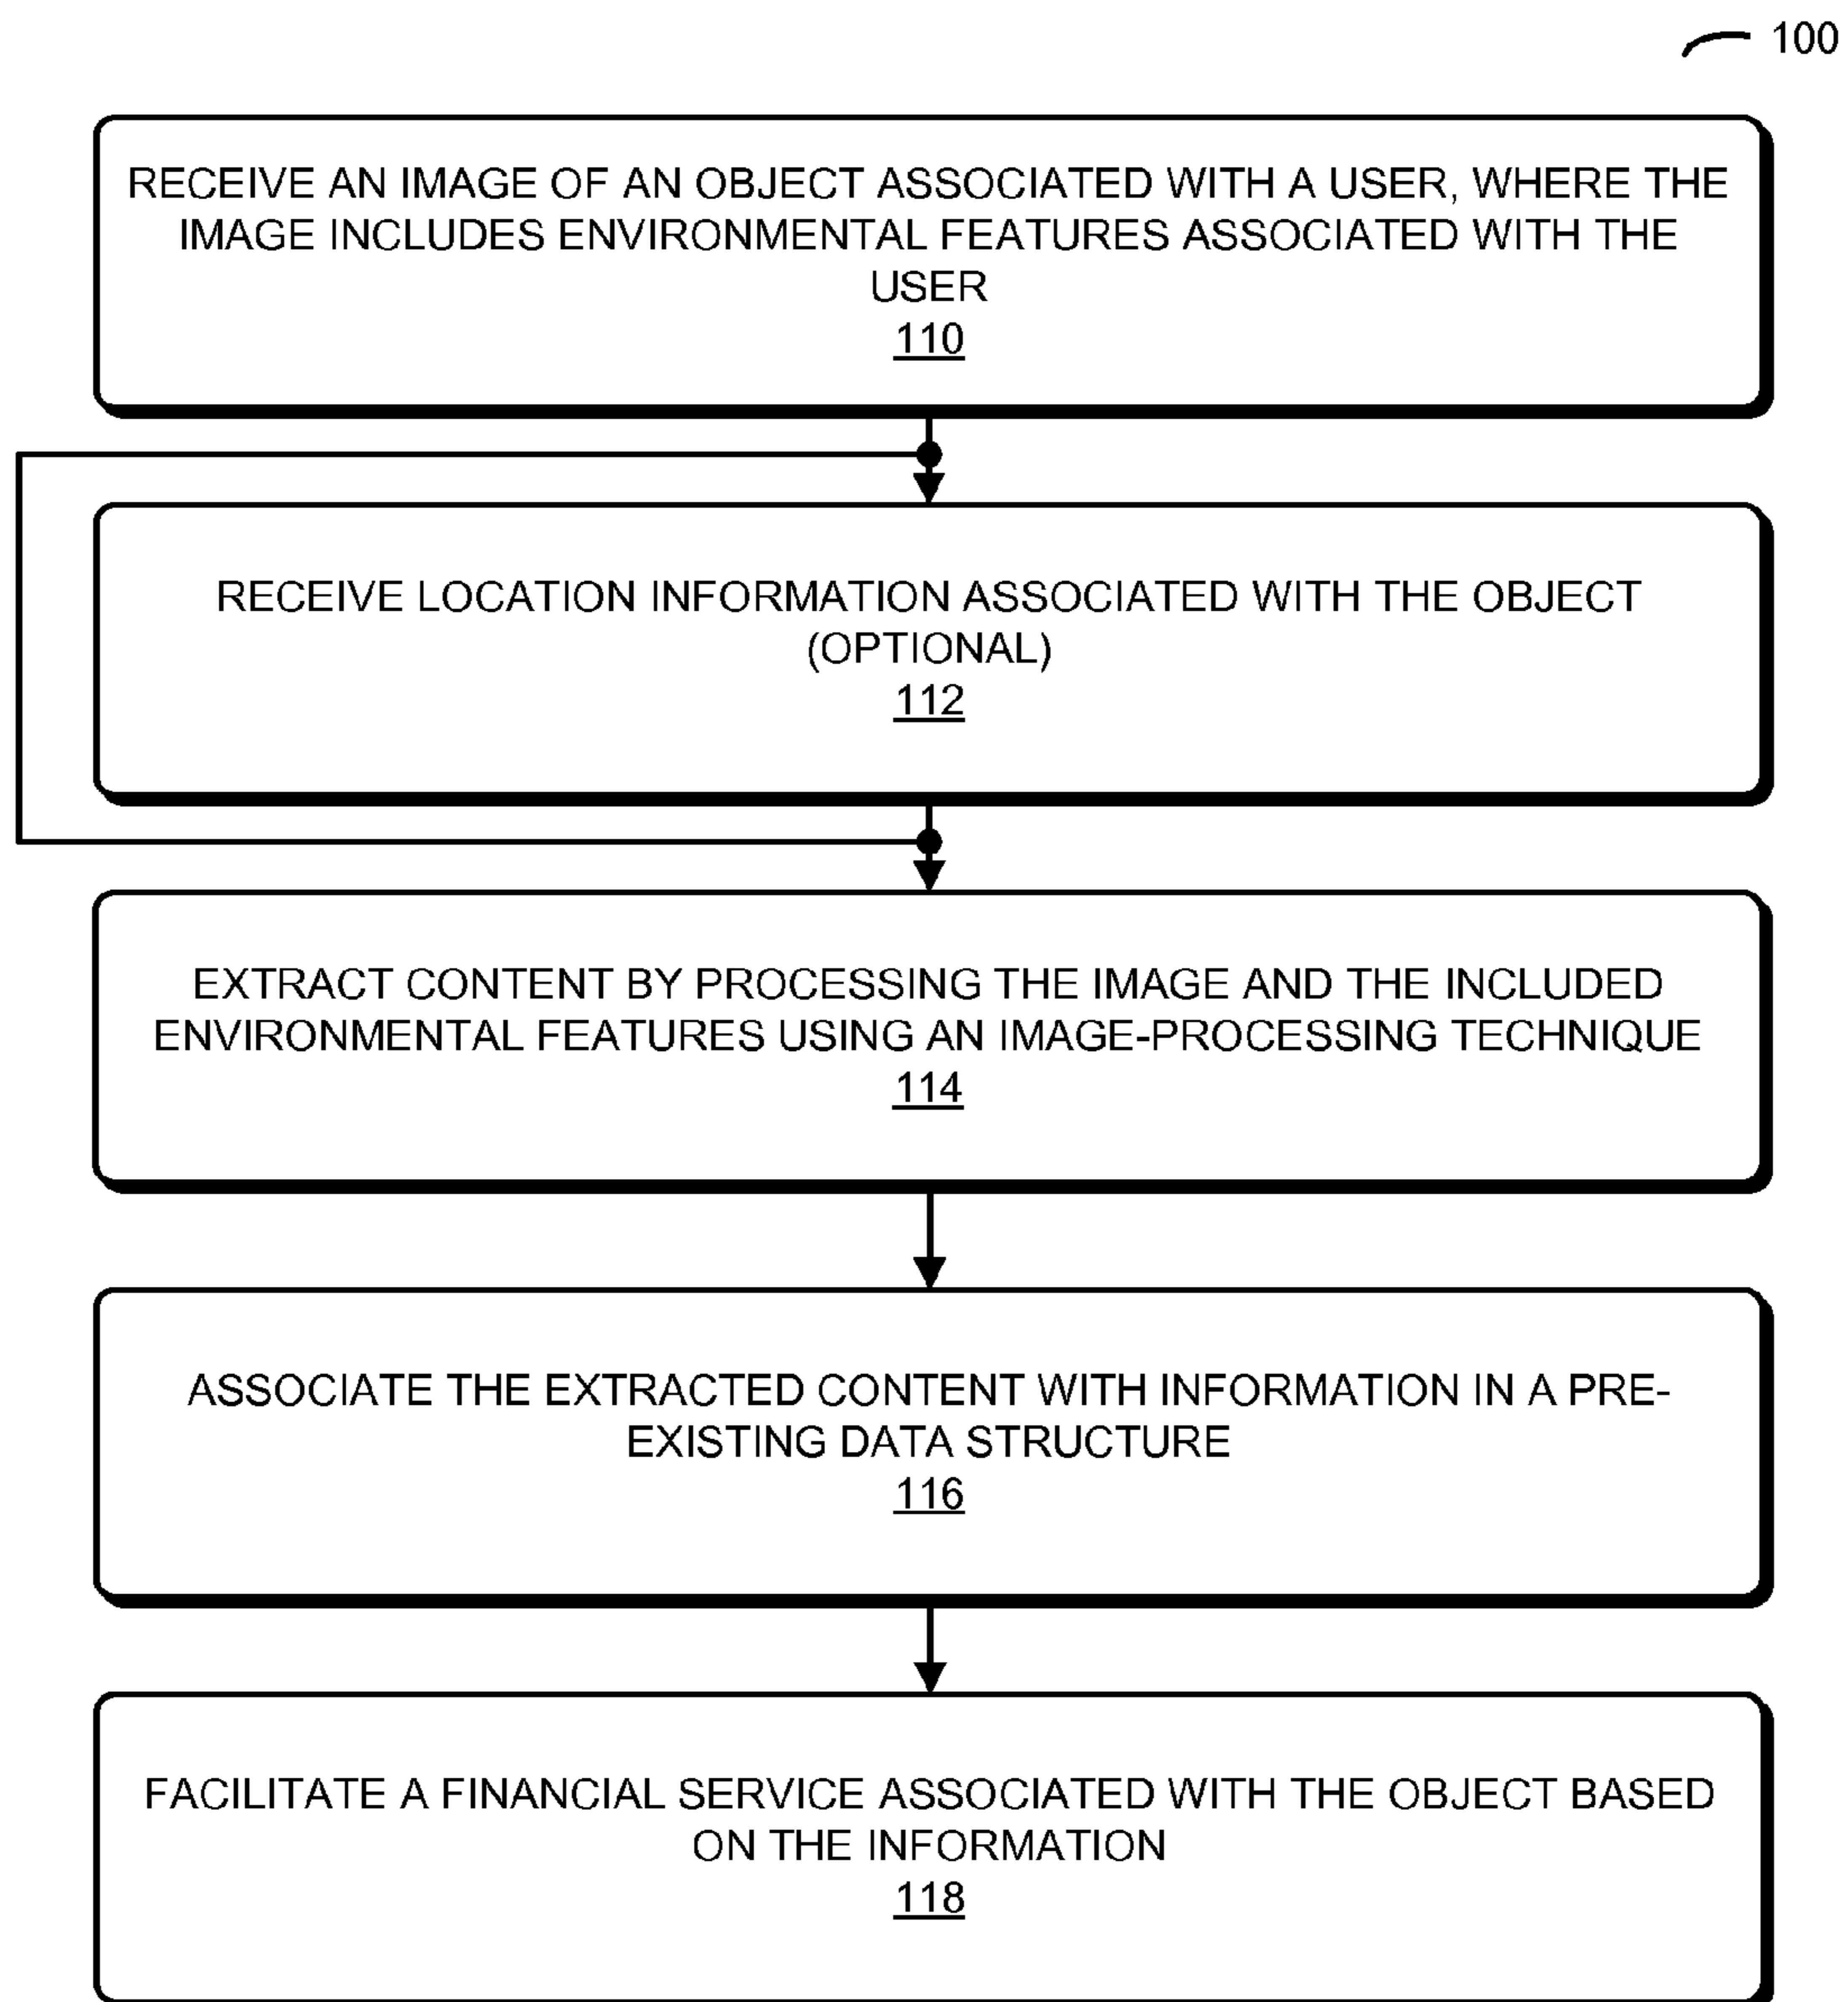 100
RECEIVE AN IMAGE OF AN OBJECT ASSOCIATED WITH A USER, WHERE THE
IMAGE INCLUDES ENVIRONMENTAL FEATURES ASSOCIATED WITH THE
USER
110
RECEIVE LOCATION INFORMATION ASSOCIATED WITH THE OBJECT
(OPTIONAL)
112
EXTRACT CONTENT BY PROCESSING THE IMAGE AND THE INCLUDED
ENVIRONMENTAL FEATURES USING AN IMAGE-PROCESSING TECHNIQUE
114
ASSOCIATE THE EXTRACTED CONTENT WITH INFORMATION IN A PRE-
EXISTING DATA STRUCTURE
116
FACILITATE A FINANCIAL SERVICE ASSOCIATED WITH THE OBJECT BASED
ON THE INFORMATION
118